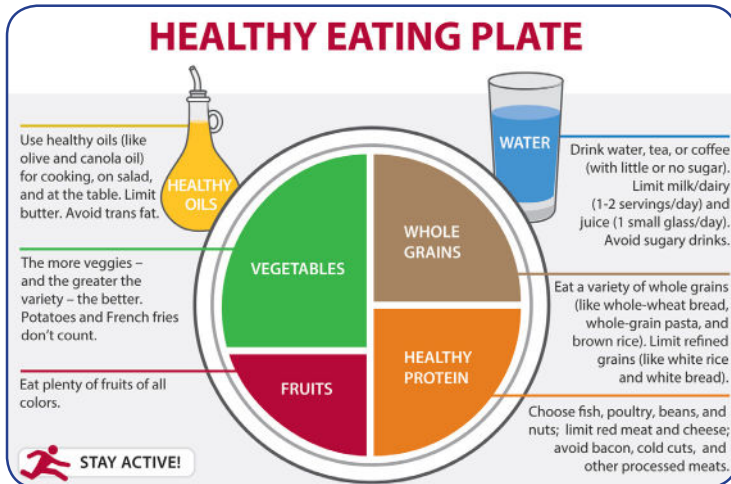 HEALTHY EATING PLATE
Use healthy oils (like
olive and canola oil)
for cooking, on salad,
and at the table. Limit
butter. Avoid trans fat.
HEALTHY
OILS
The more veggies –
and the greater the
variety – the better.
Potatoes and French fries
don’t count.
Eat plenty of fruits of all
colors.
STAY ACTIVE!
VEGETABLES
FRUITS
WHOLE
GRAINS
HEALTHY
PROTEIN
WATER
Drink water, tea, or coffee
(with little or no sugar).
Limit milk/dairy
(1-2 servings/day) and
juice (1 small glass/day).
Avoid sugary drinks.
Eat a variety of whole grains
(like whole-wheat bread,
whole-grain pasta, and
brown rice). Limit refined
grains (like white rice
and white bread).
Choose fish, poultry, beans, and
nuts; limit red meat and cheese;
avoid bacon, cold cuts, and
other processed meats.